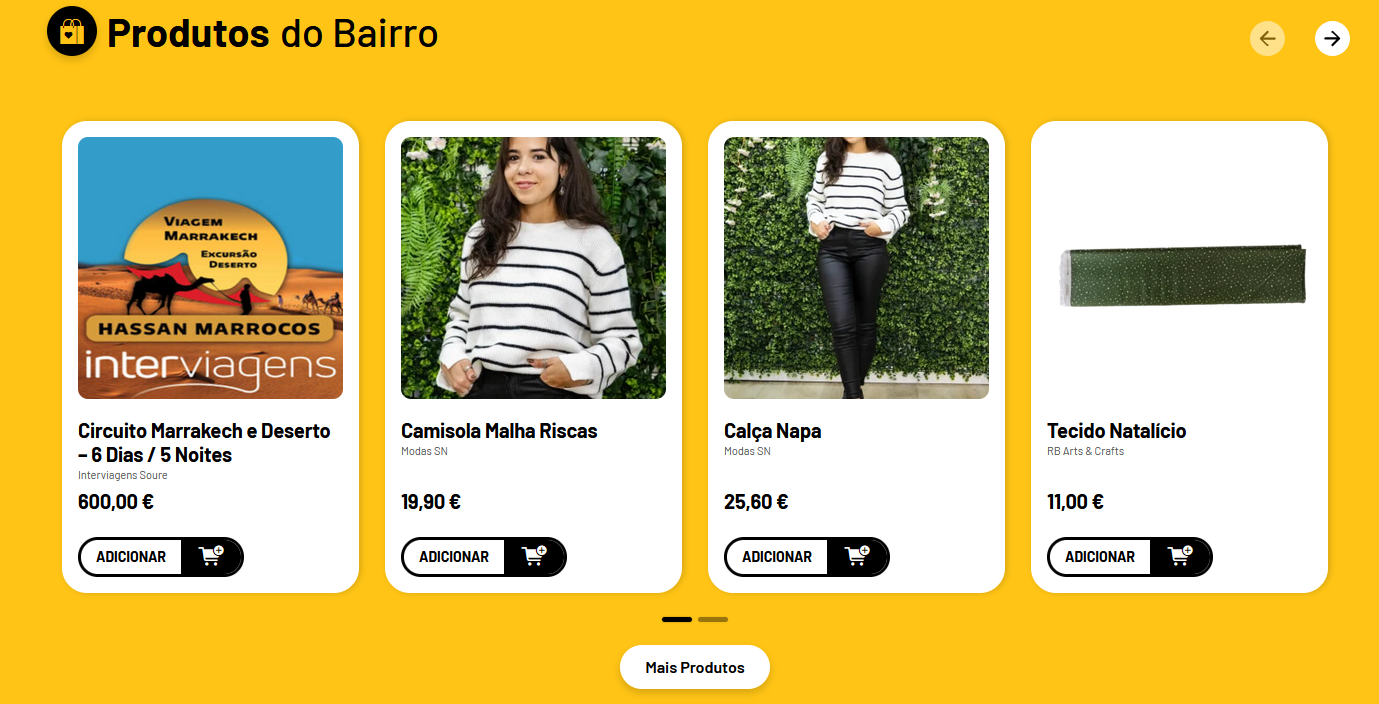 Produtos do Bairro
VIAGEM
MARRAKECH
EXCURSÃO
DESERTO
HASSAN MARROCOS
interviagens
Circuito Marrakech e Deserto
– 6 Dias / 5 Noites
Interviagens Soure
600,00 €
ADICIONAR
Camisola Malha Riscas
Modas SN
19,90 €
ADICIONAR
Calça Napa
Modas SN
25,60 €
ADICIONAR
Tecido Natalício
RB Arts & Crafts
11,00 €
ADICIONAR
Mais Produtos